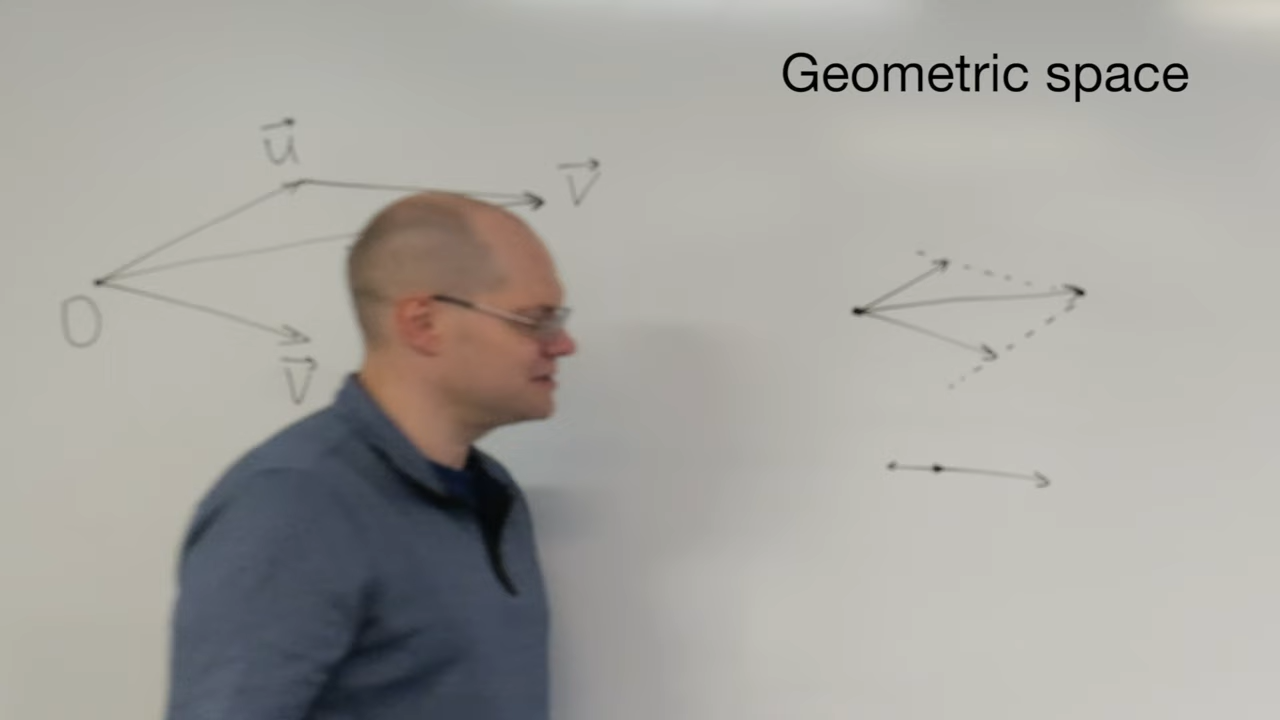 Geometric space
u⃗
v⃗
O
v⃗